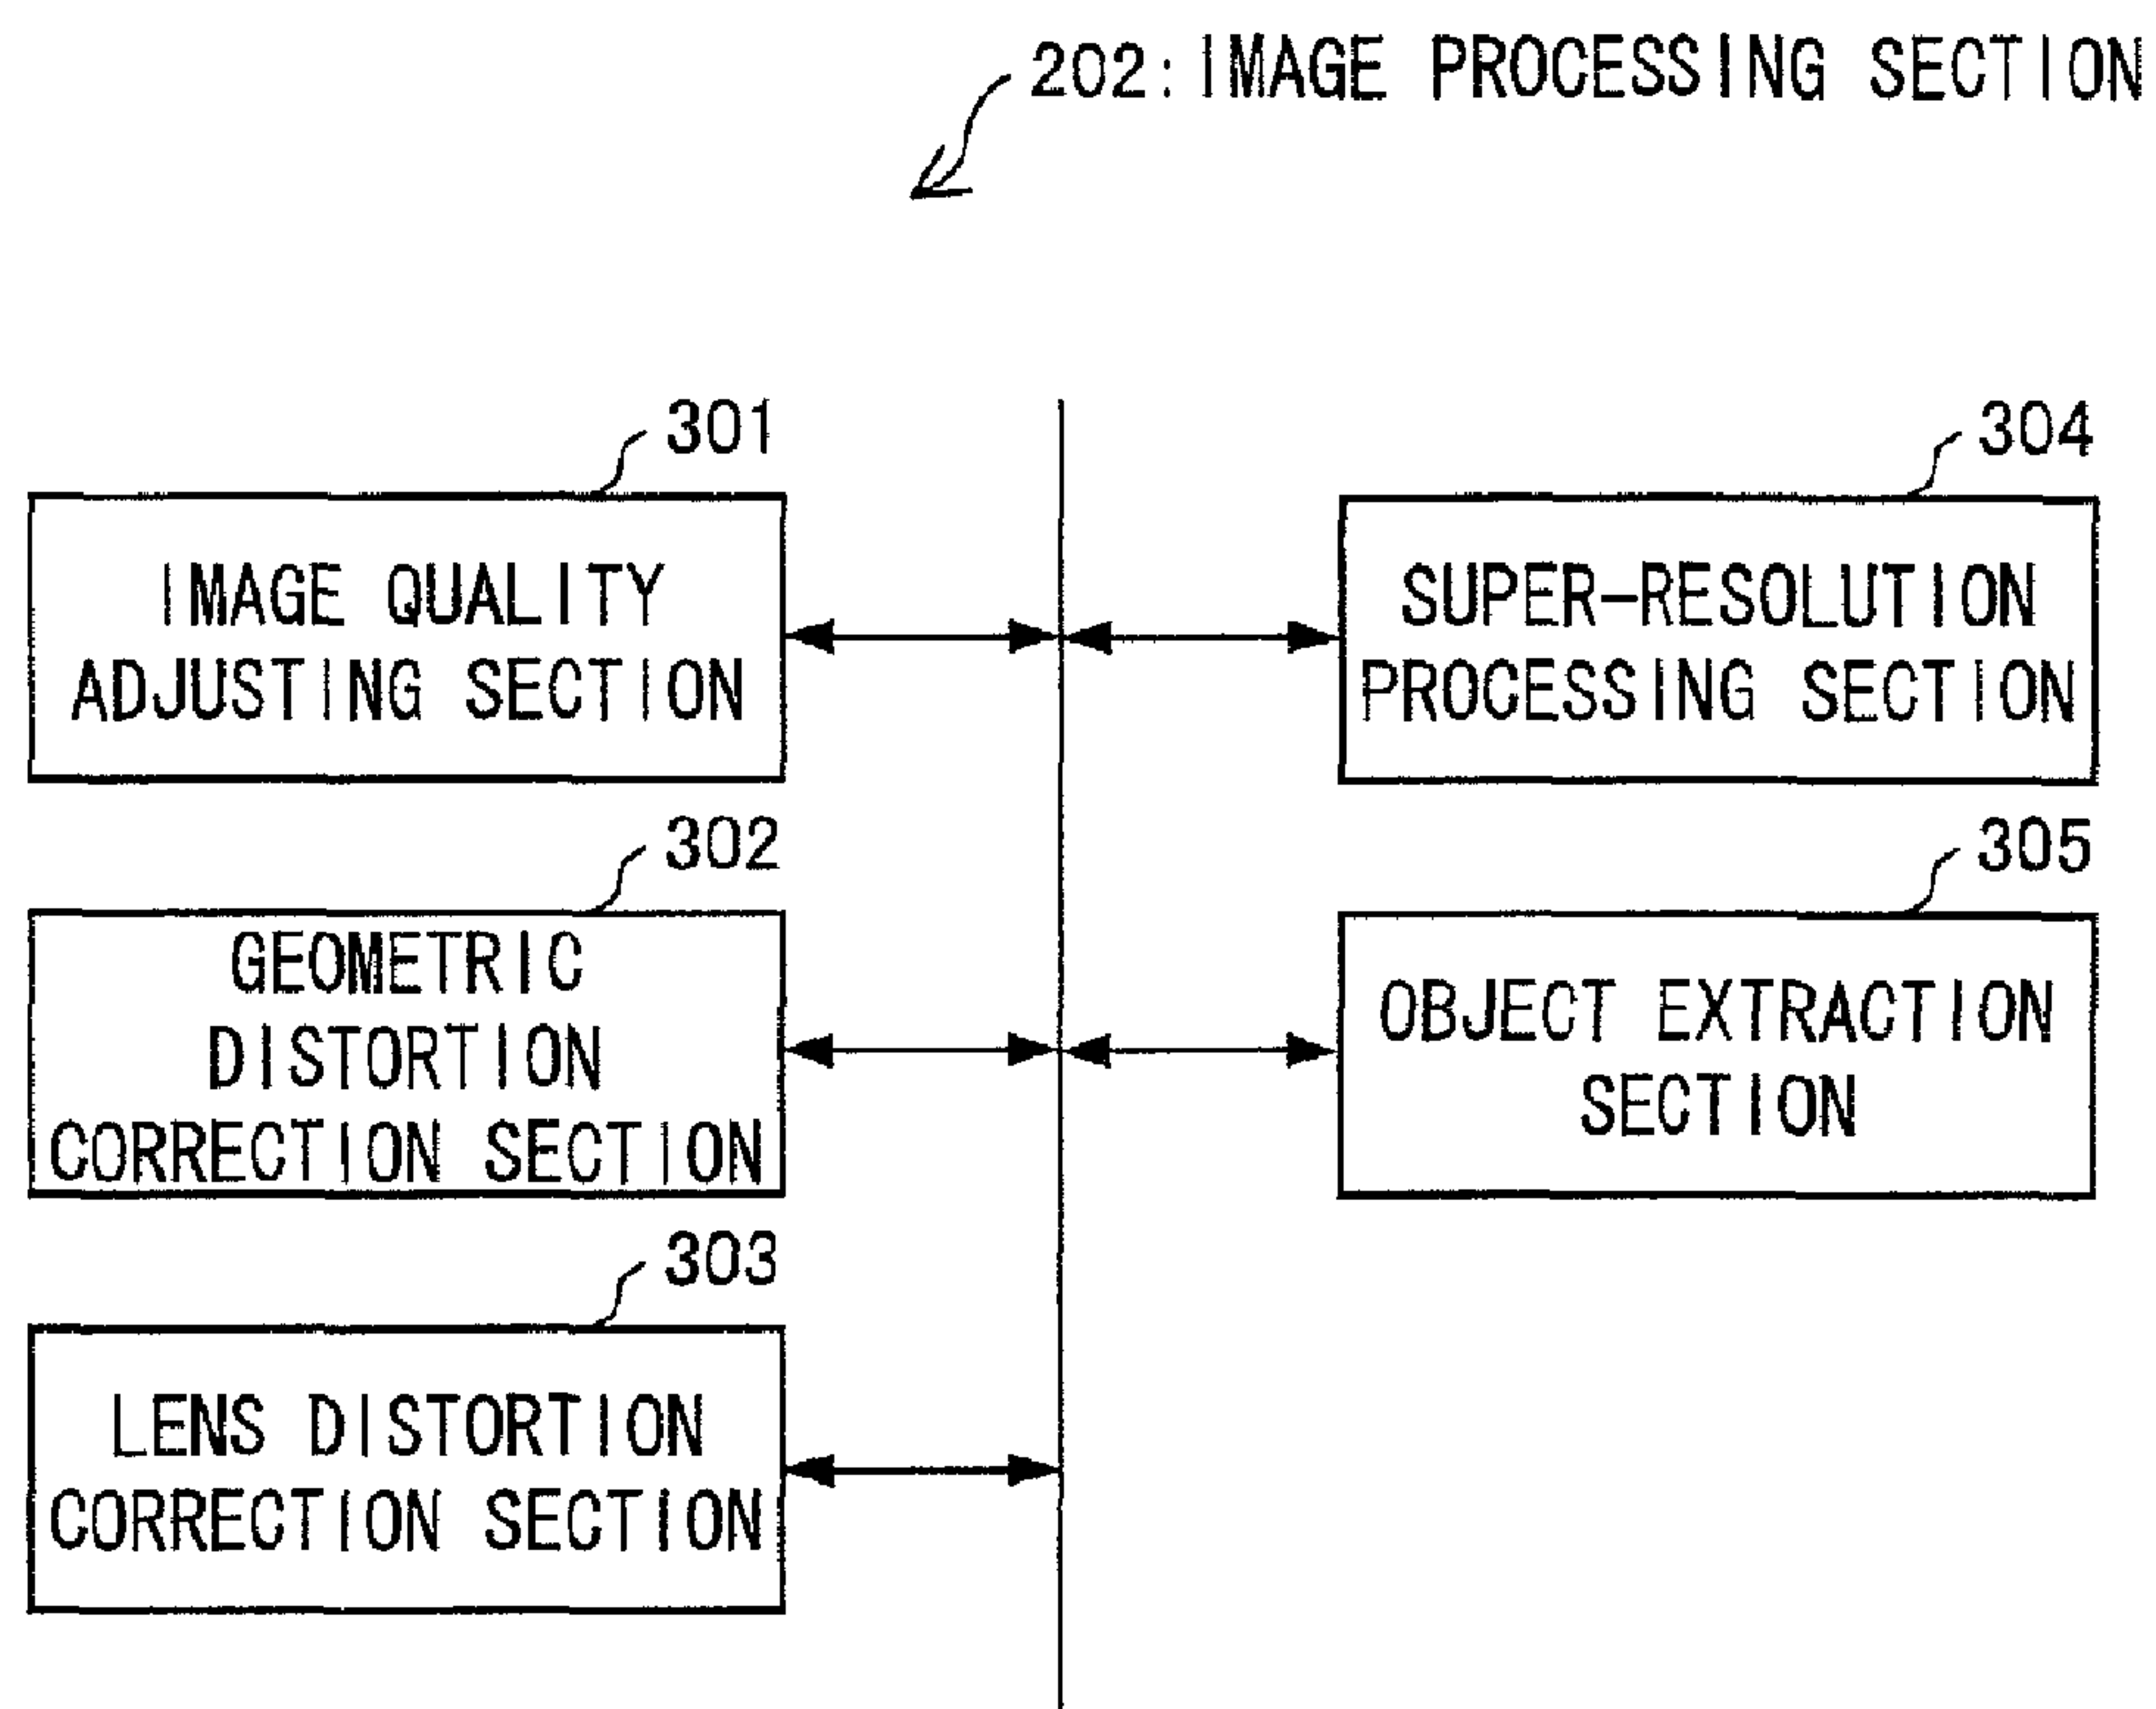 202: IMAGE PROCESSING SECTION
301
IMAGE QUALITY
ADJUSTING SECTION
302
GEOMETRIC
DISTORTION
CORRECTION SECTION
303
LENS DISTORTION
CORRECTION SECTION
304
SUPER-RESOLUTION
PROCESSING SECTION
305
OBJECT EXTRACTION
SECTION